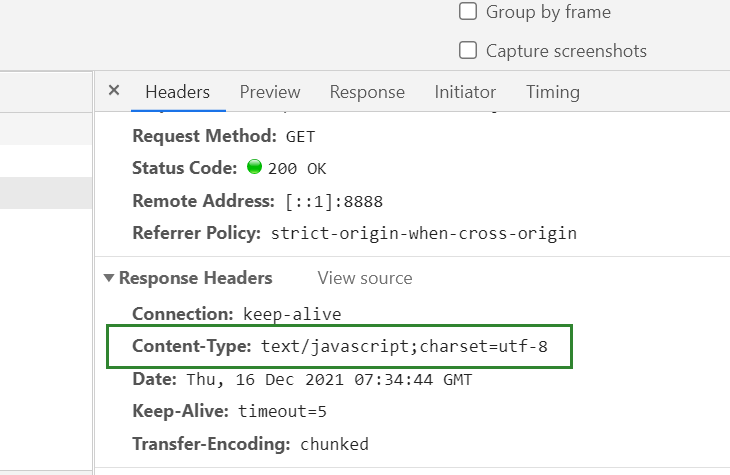 Group by frame
Capture screenshots
× Headers Preview Response Initiator Timing
Request Method: GET
Status Code: 200 OK
Remote Address: [::1]:8888
Referrer Policy: strict-origin-when-cross-origin
Response Headers View source
Connection: keep-alive
Content-Type: text/javascript;charset=utf-8
Date: Thu, 16 Dec 2021 07:34:44 GMT
Keep-Alive: timeout=5
Transfer-Encoding: chunked